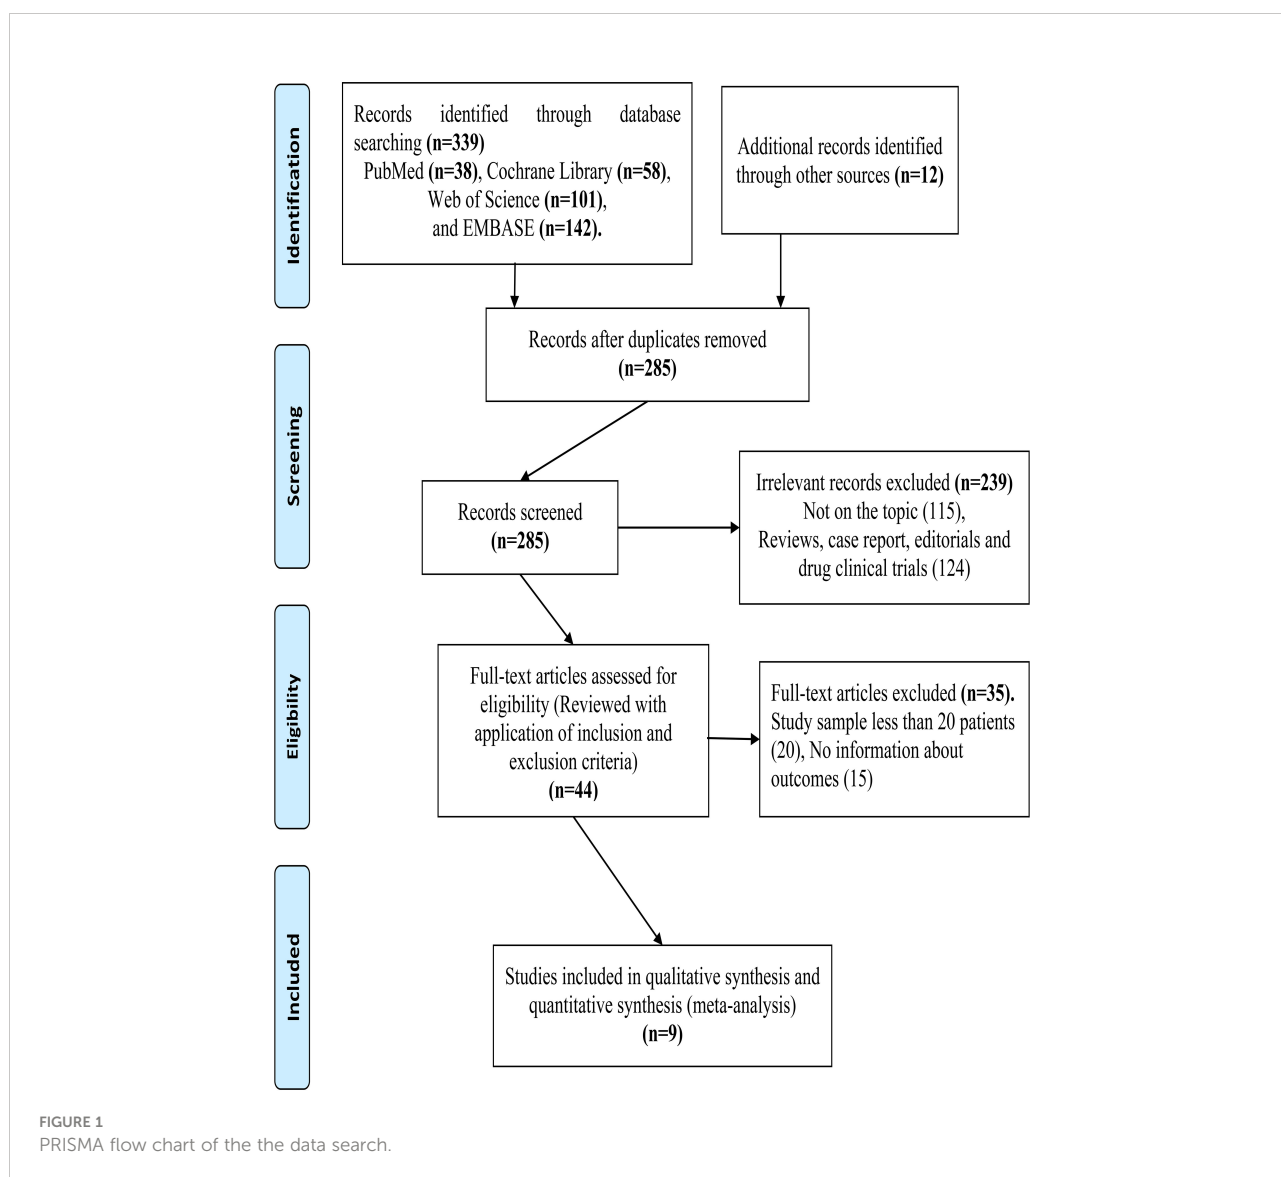 Identification
Records identified through database
searching (n=339)
PubMed (n=38), Cochrane Library (n=58),
Web of Science (n=101),
and EMBASE (n=142).
Additional records identified
through other sources (n=12)
Records after duplicates removed
(n=285)
Screening
Records screened
(n=285)
Irrelevant records excluded (n=239)
Not on the topic (115),
Reviews, case report, editorials and
drug clinical trials (124)
Eligibility
Full-text articles assessed for
eligibility (Reviewed with
application of inclusion and
exclusion criteria)
(n=44)
Full-text articles excluded (n=35).
Study sample less than 20 patients
(20), No information about
outcomes (15)
Included
Studies included in qualitative synthesis and
quantitative synthesis (meta-analysis)
(n=9)
FIGURE 1
PRISMA flow chart of the the data search.